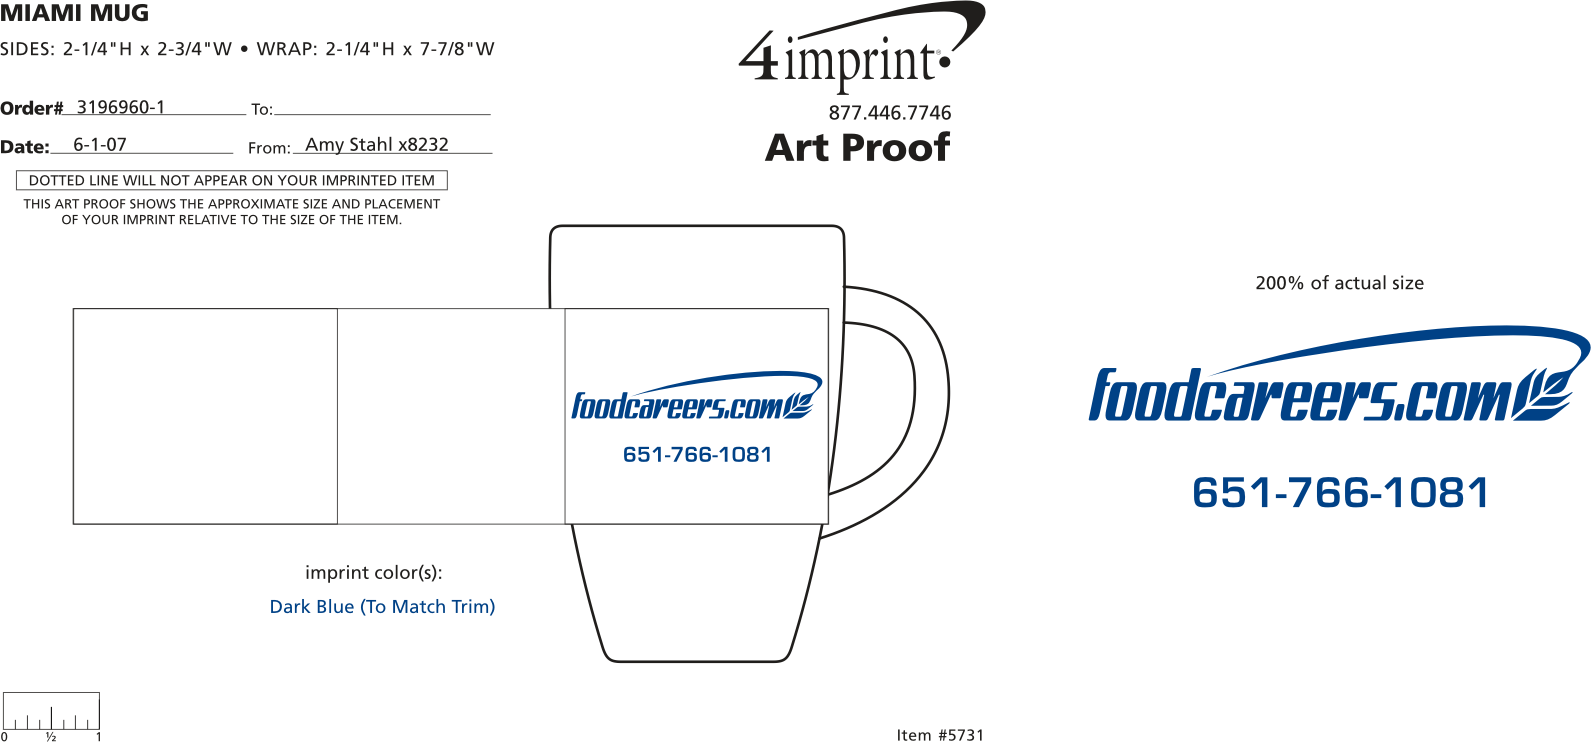 MIAMI MUG
SIDES: 2-1/4"H x 2-3/4"W • WRAP: 2-1/4"H x 7-7/8"W
4imprint®
877.446.7746
Art Proof
Order# 3196960-1 To:
Date: 6-1-07 From: Amy Stahl x8232
DOTTED LINE WILL NOT APPEAR ON YOUR IMPRINTED ITEM
THIS ART PROOF SHOWS THE APPROXIMATE SIZE AND PLACEMENT
OF YOUR IMPRINT RELATIVE TO THE SIZE OF THE ITEM.
foodcareers.com
651-766-1081
200% of actual size
foodcareers.com
651-766-1081
imprint color(s):
Dark Blue (To Match Trim)
0 ½ 1
Item #5731